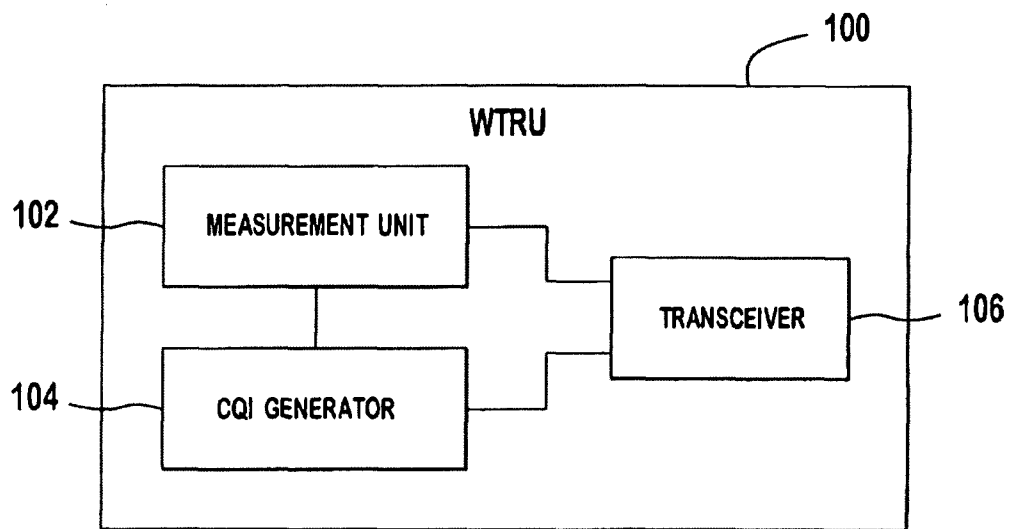 100
WTRU
102
MEASUREMENT UNIT
TRANSCEIVER
106
104
CQI GENERATOR